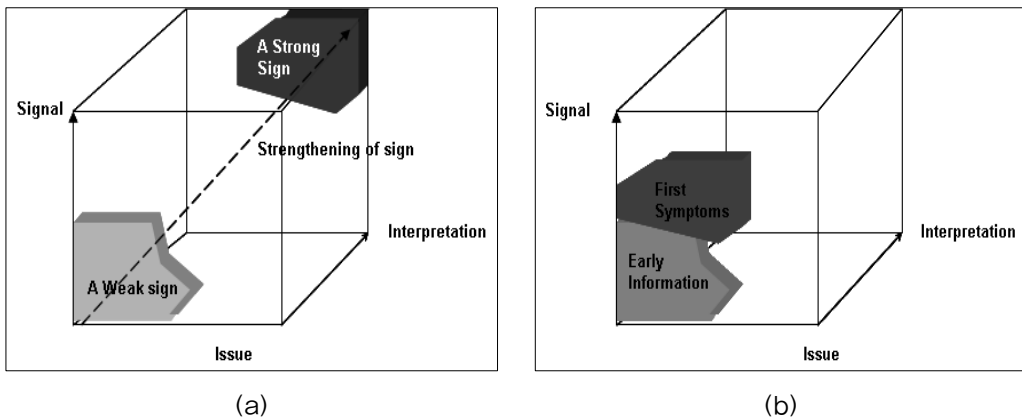 A Strong
Sign
Signal
Strengthening of sign
Interpretation
A Weak sign
Issue
(a)
Signal
First
Symptoms
Interpretation
Early
Information
Issue
(b)